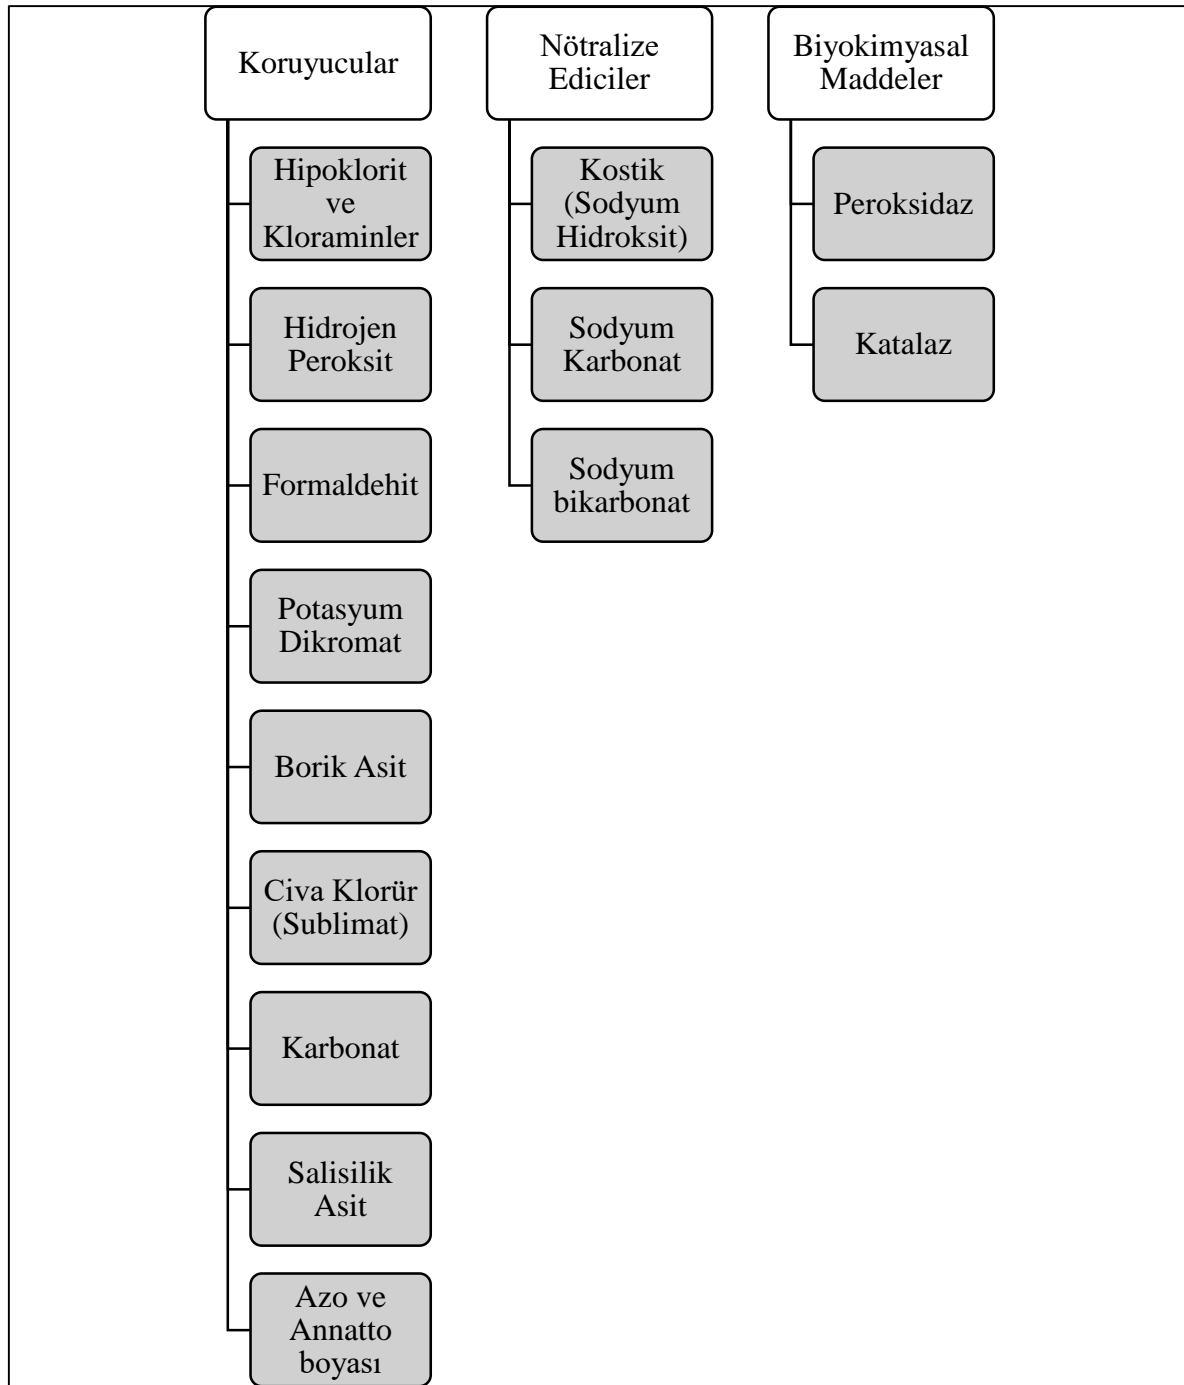 Koruyucular
Hipoklorit
ve
Kloraminler
Hidrojen
Peroksit
Formaldehit
Potasyum
Dikromat
Borik Asit
Civa Klorür
(Sublimat)
Karbonat
Salisilik
Asit
Azo ve
Annatto
boyası
Nötralize
Ediciler
Kostik
(Sodyum
Hidroksit)
Sodyum
Karbonat
Sodyum
bikarbonat
Biyokimyasal
Maddeler
Peroksidaz
Katalaz